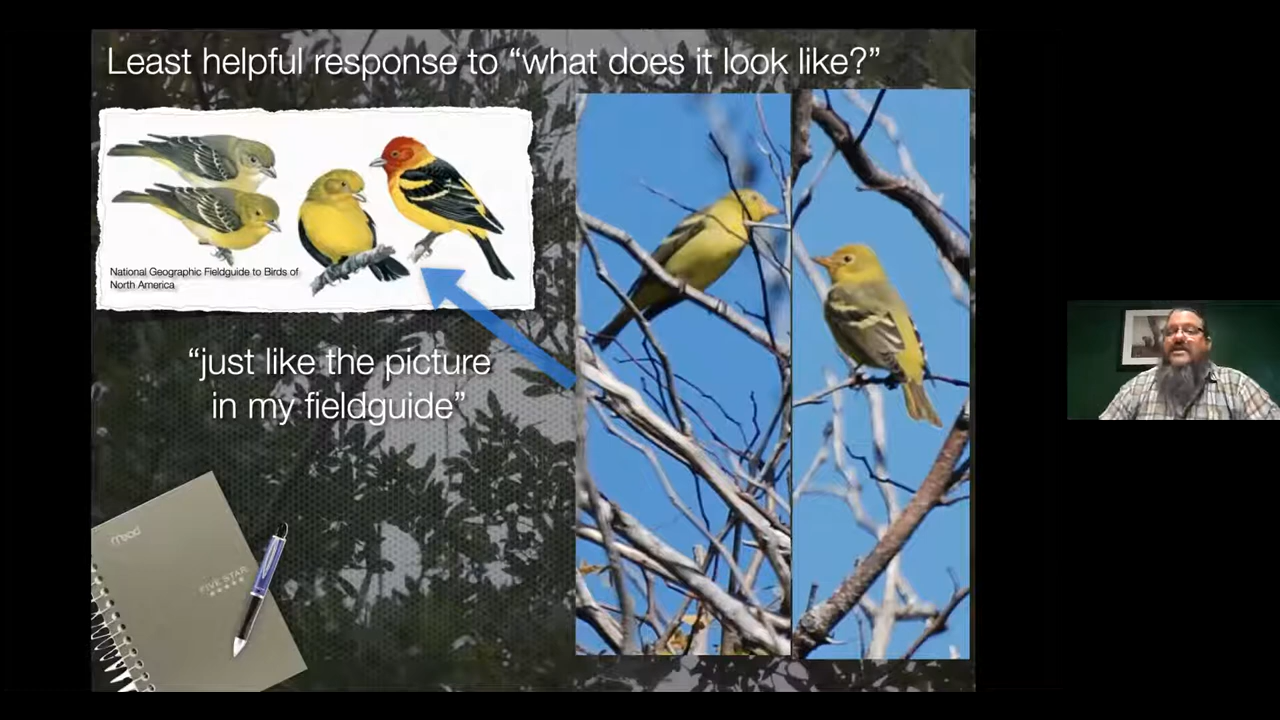 Least helpful response to “what does it look like?”
National Geographic Fieldguide to Birds of
North America
“just like the picture
in my fieldguide”
Mead
FIVE STAR